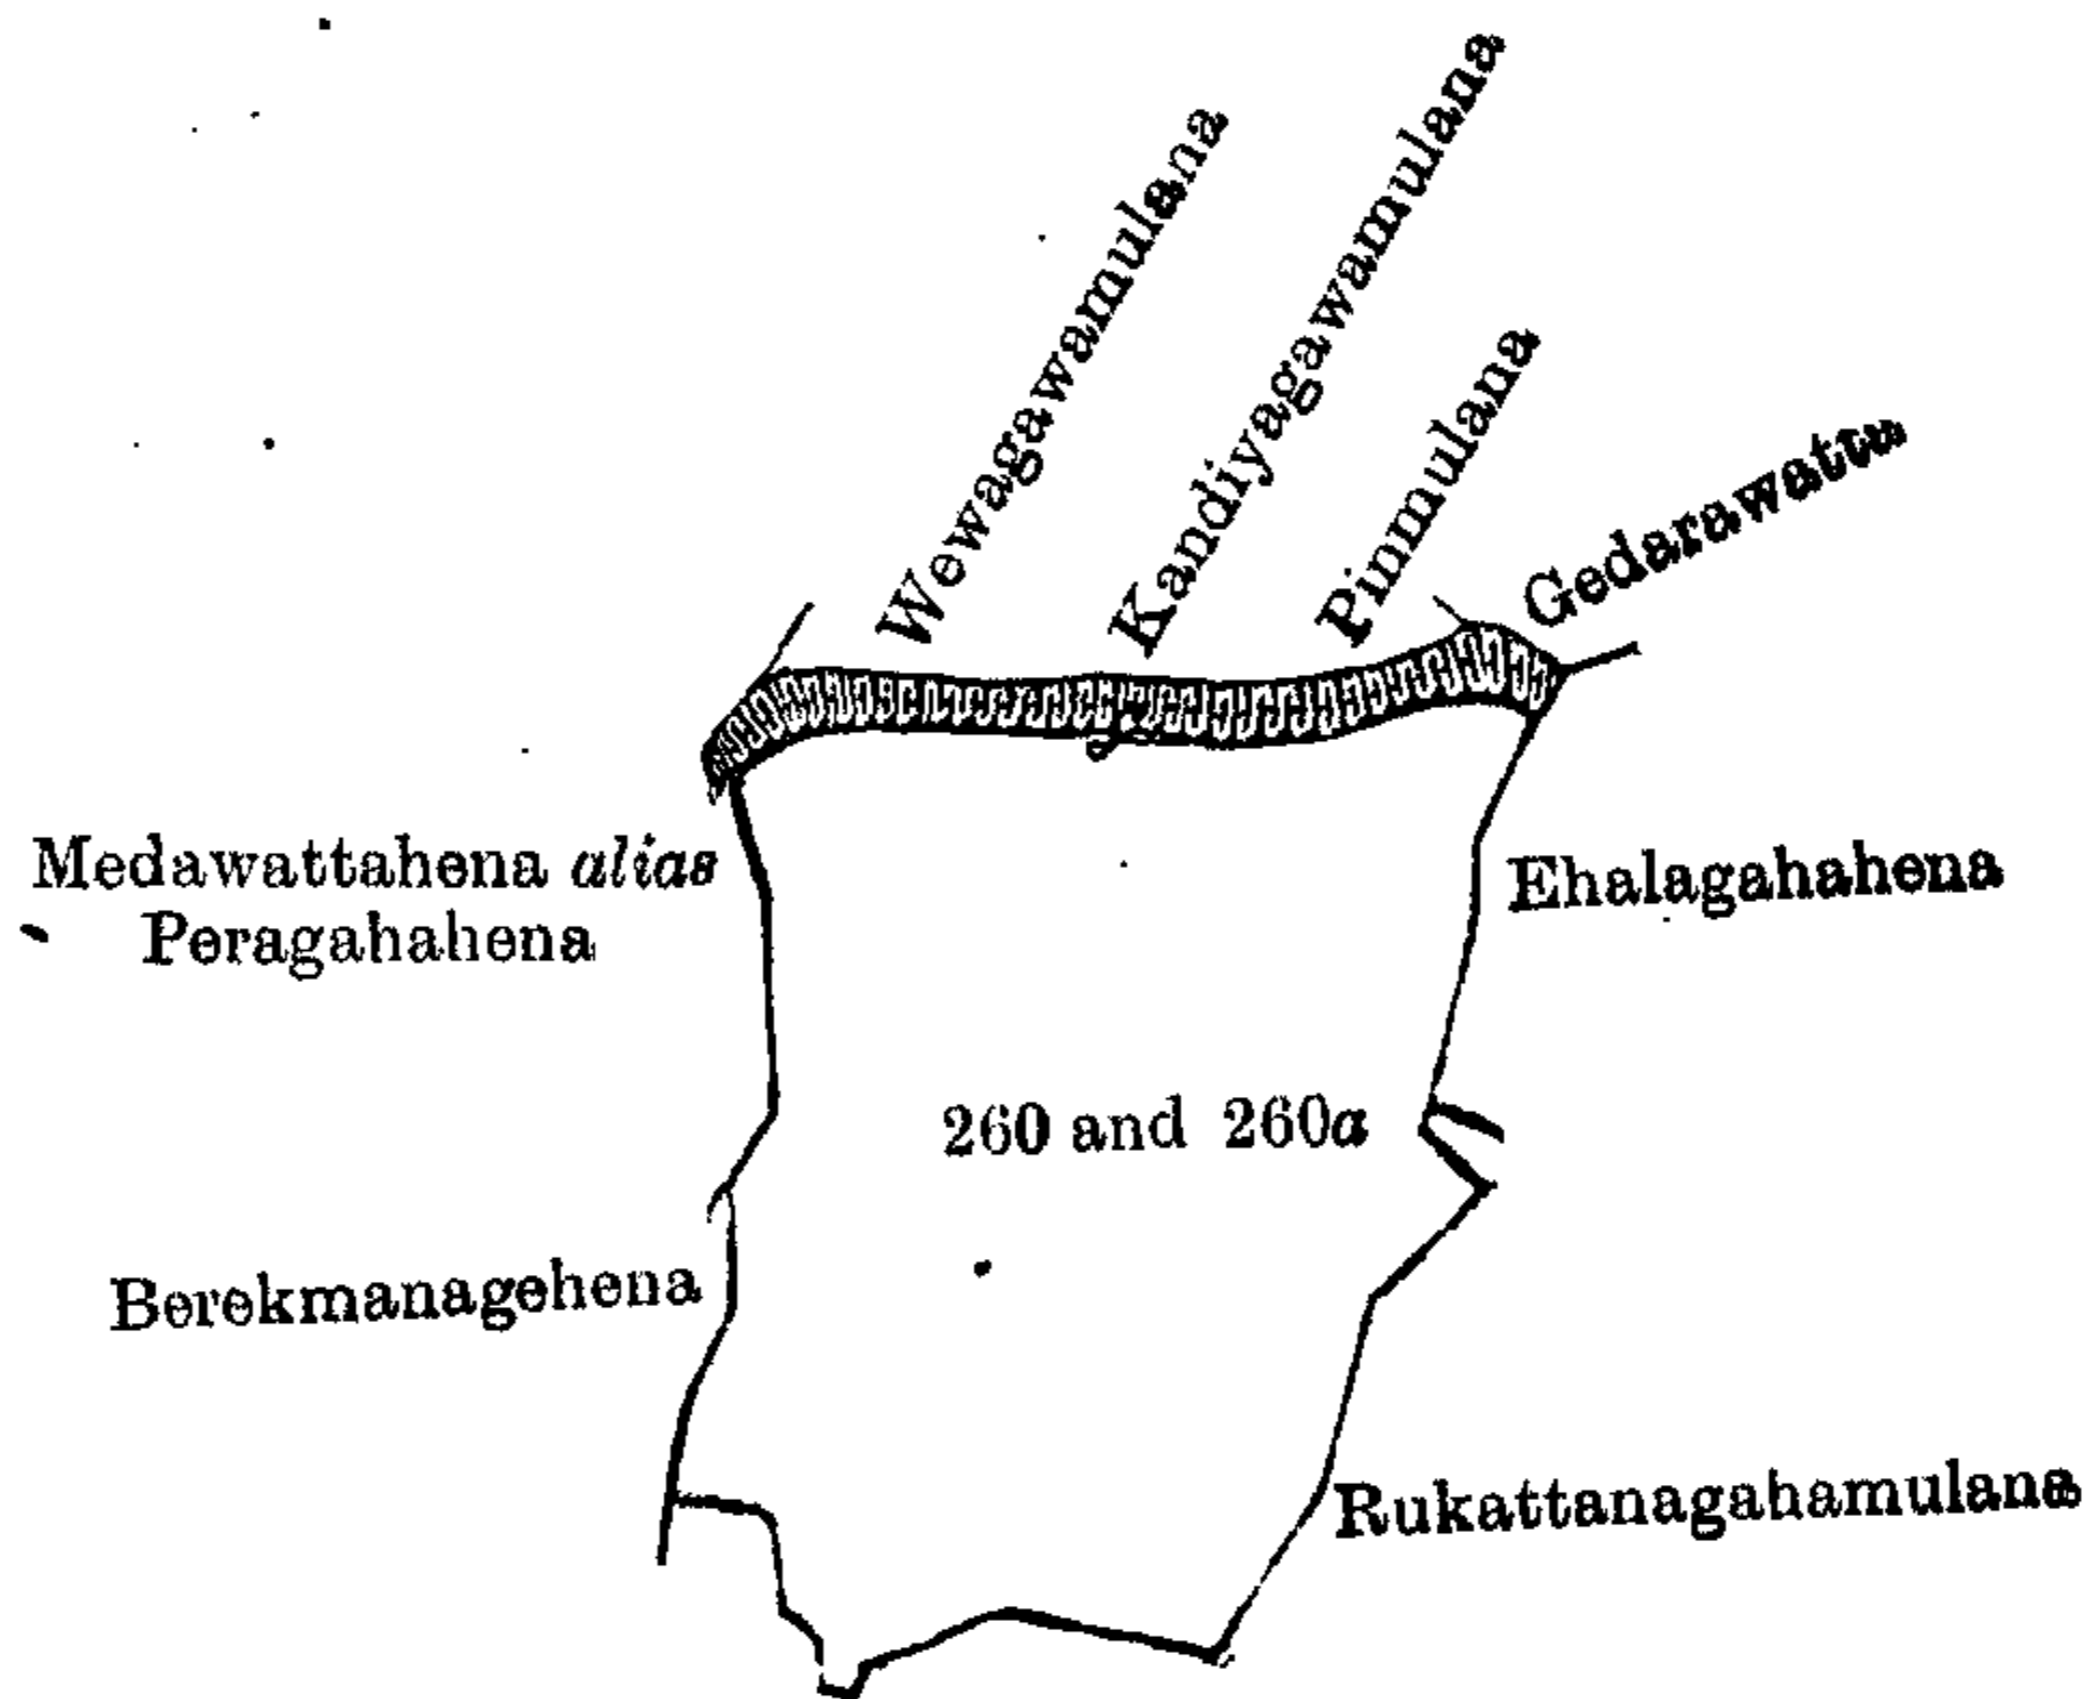 Wewagawamulana
Kandiyagawamulana
Pinmulana
Gedarawatta
Medawattahena alias
Peragahahena
Ehalagahahena
260 and 260a
Berekmanagehena
Rukattanagahamulana